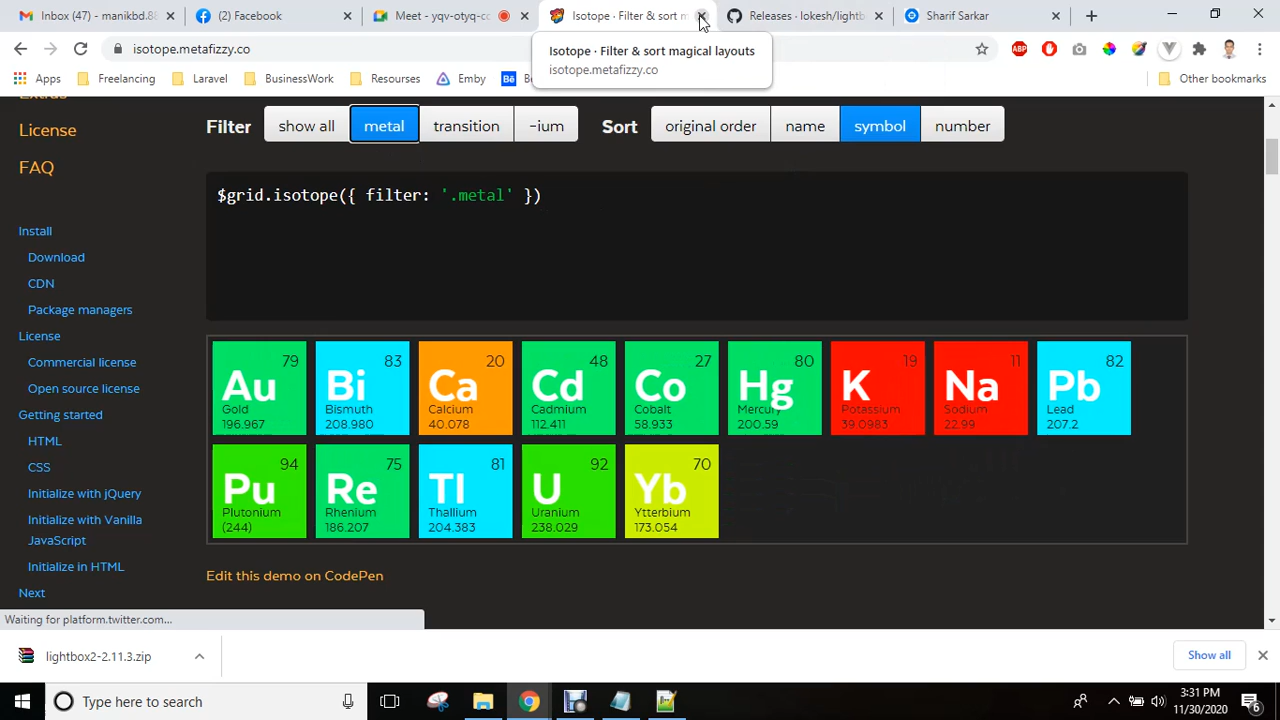 Inbox (47) - manikbd.88
(2) Facebook
Meet - yqv-otyq-cc
Isotope · Filter & sort m
Releases · lokesh/lightb
Sharif Sarkar
isotope.metafizzy.co
Isotope · Filter & sort magical layouts
isotope.metafizzy.co
ABP
Apps
Freelancing
Laravel
BusinessWork
Resourses
Emby
Bē
Other bookmarks
License
FAQ
Install
Download
CDN
Package managers
License
Commercial license
Open source license
Getting started
HTML
CSS
Initialize with jQuery
Initialize with Vanilla
JavaScript
Initialize in HTML
Next
Filter show all metal transition -ium Sort original order name symbol number
$grid.isotope({ filter: '.metal' })
79
Au
Gold
196.967
83
Bi
Bismuth
208.980
20
Ca
Calcium
40.078
48
Cd
Cadmium
112.411
27
Co
Cobalt
58.933
80
Hg
Mercury
200.59
19
K
Potassium
39.0983
11
Na
Sodium
22.99
82
Pb
Lead
207.2
94
Pu
Plutonium
(244)
75
Re
Rhenium
186.207
81
Tl
Thallium
204.383
92
U
Uranium
238.029
70
Yb
Ytterbium
173.054
Edit this demo on CodePen
Waiting for platform.twitter.com...
lightbox2-2.11.3.zip
Show all
Type here to search
3:31 PM
11/30/2020
6